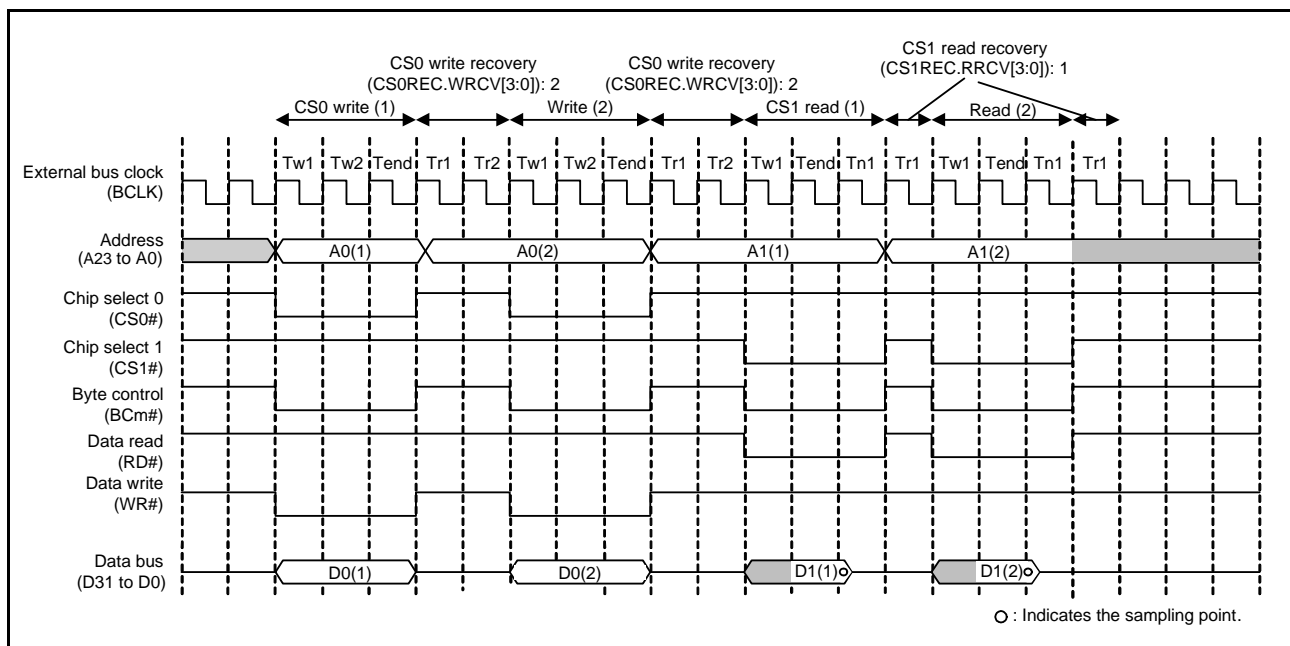 CS1 read recovery
(CS1REC.RRCV[3:0]): 1
CS0 write recovery
(CS0REC.WRCV[3:0]): 2
CS0 write recovery
(CS0REC.WRCV[3:0]): 2
CS0 write (1)
Write (2)
CS1 read (1)
Read (2)
Tw1 Tw2 Tend Tr1 Tr2 Tw1 Tw2 Tend Tr1 Tr2 Tw1 Tend Tn1 Tr1 Tw1 Tend Tn1 Tr1
External bus clock
(BCLK)
Address
(A23 to A0)
A0(1) A0(2) A1(1) A1(2)
Chip select 0
(CS0#)
Chip select 1
(CS1#)
Byte control
(BCm#)
Data read
(RD#)
Data write
(WR#)
Data bus
(D31 to D0)
D0(1) D0(2) D1(1) D1(2)
: Indicates the sampling point.